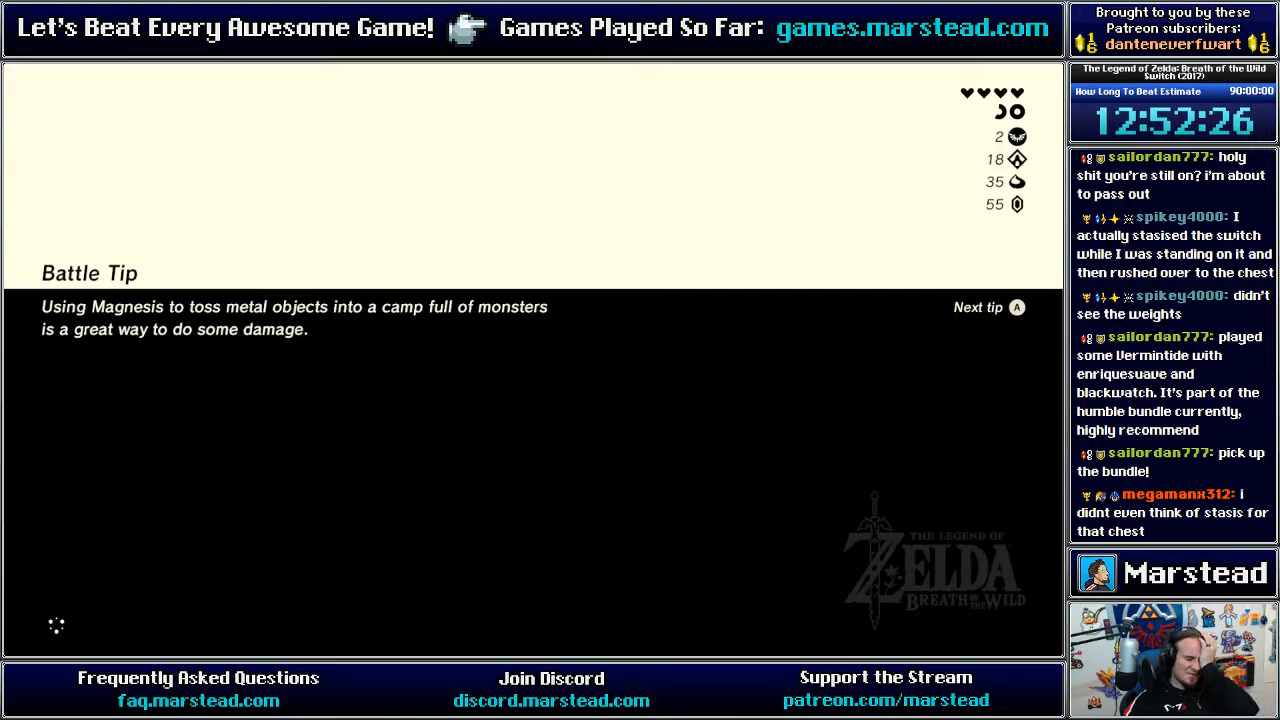 Let's Beat Every Awesome Game!
Games Played So Far: games.marstead.com
Brought to you by these
Patreon subscribers:
danteneverfwart
The Legend of Zelda: Breath of the Wild
Switch (2017)
How Long To Beat Estimate 90:00:00
12:52:26
2
18
35
55
Battle Tip
Using Magnesis to toss metal objects into a camp full of monsters
is a great way to do some damage.
Next tip A
THE LEGEND OF
ZELDA
BREATH OF THE WILD
sailordan777: holy
shit you're still on? i'm about
to pass out
spikey4000: I
actually stasised the switch
while I was standing on it and
then rushed over to the chest
spikey4000: didn't
see the weights
sailordan777: played
some Vermintide with
enriquesuave and
blackwatch. It's part of the
humble bundle currently,
highly recommend
sailordan777: pick up
the bundle!
megamanx312: i
didnt even think of stasis for
that chest
Marstead
Frequently Asked Questions
faq.marstead.com
Join Discord
discord.marstead.com
Support the Stream
patreon.com/marstead